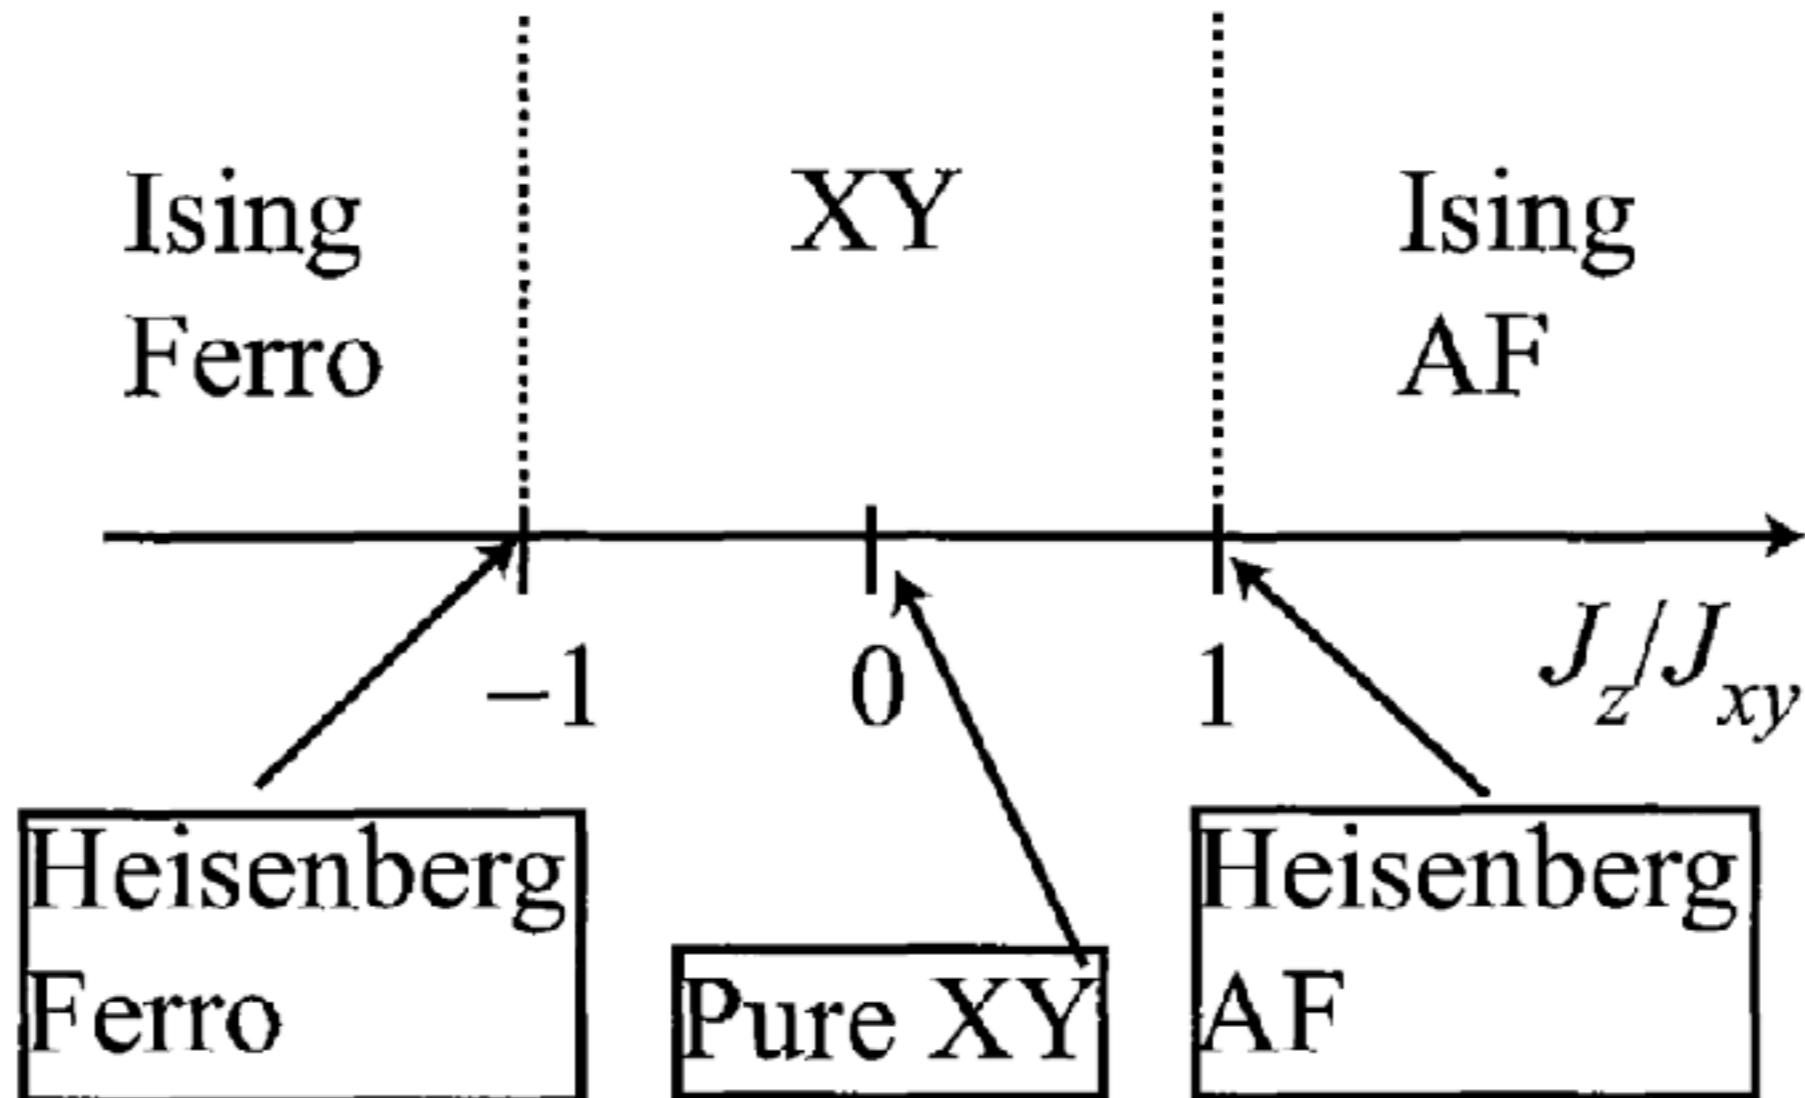 Ising
Ferro
XY
Ising
AF
−1
0
1
J_z/J_xy
Heisenberg
Ferro
Pure XY
Heisenberg
AF